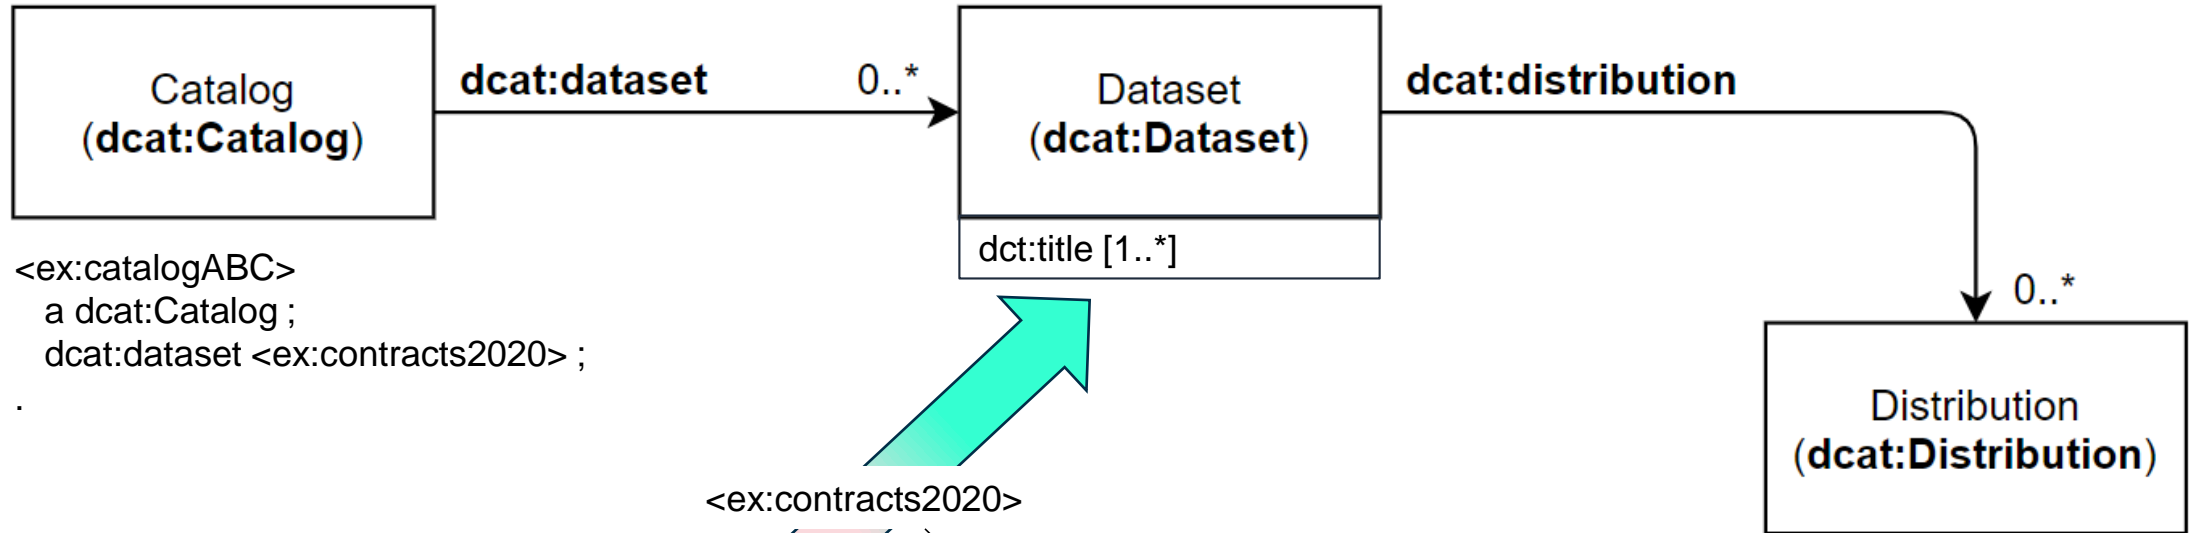 Catalog
(dcat:Catalog)
dcat:dataset
0..*
Dataset
(dcat:Dataset)
dct:title [1..*]
dcat:distribution
0..*
Distribution
(dcat:Distribution)
<ex:catalogABC>
a dcat:Catalog ;
dcat:dataset <ex:contracts2020> ;
.
<ex:contracts2020>